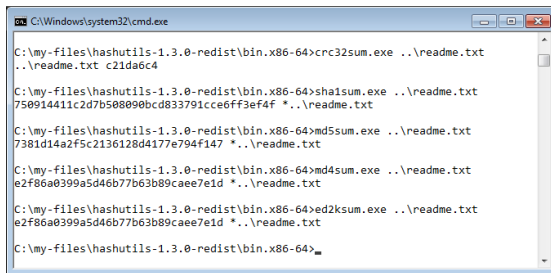 C:\Windows\system32\cmd.exe
C:\my-files\hashutils-1.3.0-redist\bin.x86-64>crc32sum.exe ..\readme.txt
..\readme.txt c21da6c4
C:\my-files\hashutils-1.3.0-redist\bin.x86-64>sha1sum.exe ..\readme.txt
750914411c2d7b508090bcd833791cce6ff3ef4f *..\readme.txt
C:\my-files\hashutils-1.3.0-redist\bin.x86-64>md5sum.exe ..\readme.txt
7381d14a2f5c2136128d4177e794f147 *..\readme.txt
C:\my-files\hashutils-1.3.0-redist\bin.x86-64>md4sum.exe ..\readme.txt
e2f86a0399a5d46b77b63b89caee7e1d *..\readme.txt
C:\my-files\hashutils-1.3.0-redist\bin.x86-64>ed2ksum.exe ..\readme.txt
e2f86a0399a5d46b77b63b89caee7e1d *..\readme.txt
C:\my-files\hashutils-1.3.0-redist\bin.x86-64>_